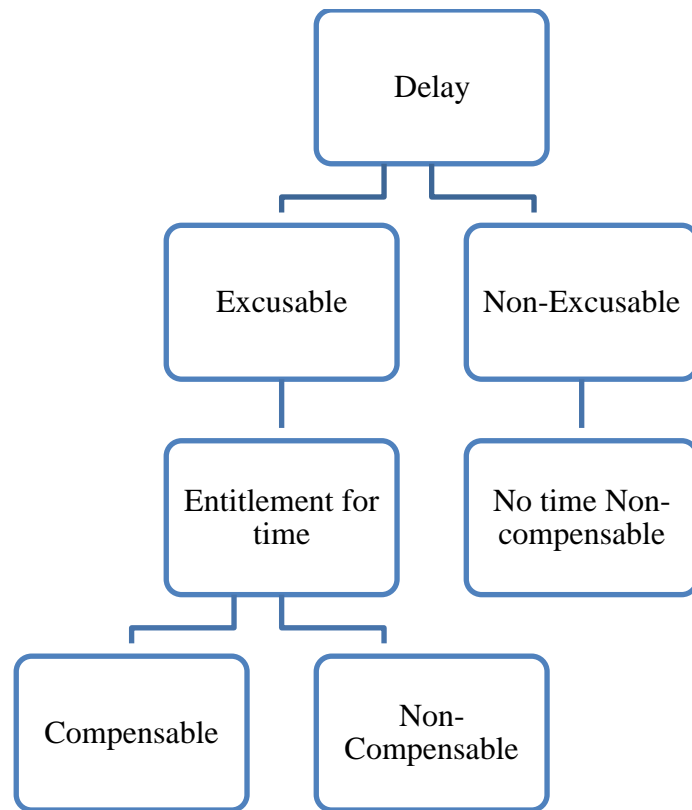 Delay
Excusable
Non-Excusable
Entitlement for
time
No time Non-
compensable
Compensable
Non-
Compensable